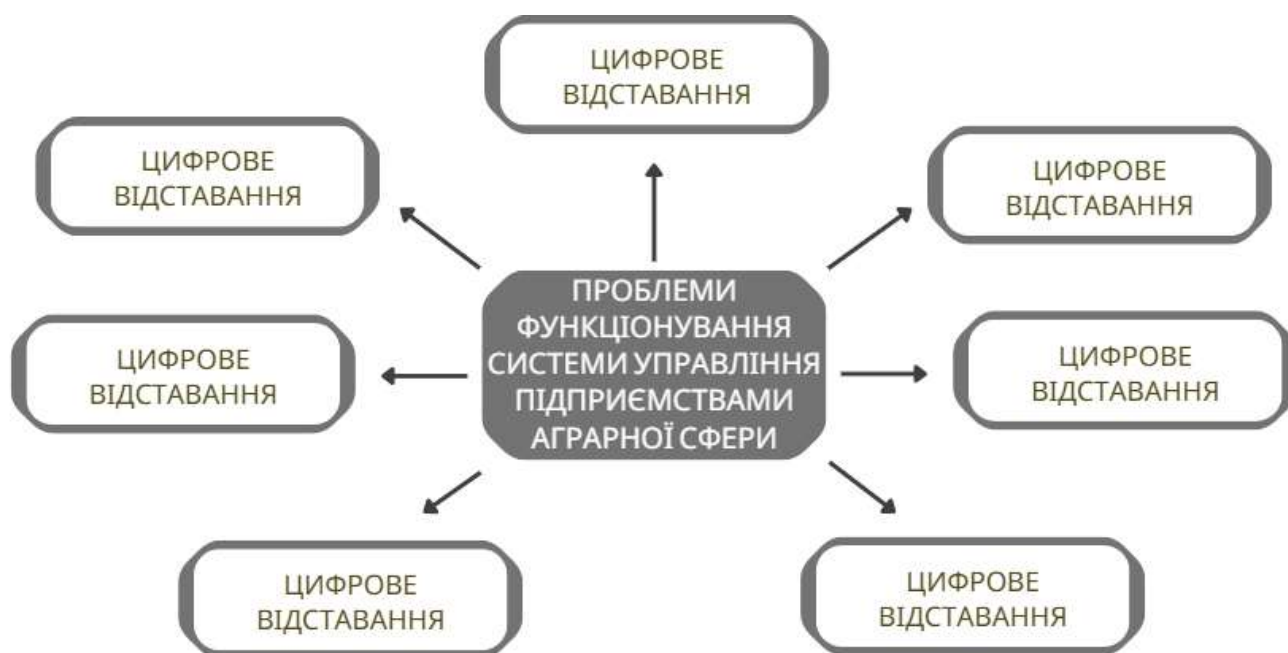 ЦИФРОВЕ
ВІДСТАВАННЯ
ЦИФРОВЕ
ВІДСТАВАННЯ
ЦИФРОВЕ
ВІДСТАВАННЯ
ПРОБЛЕМИ
ФУНКЦІОНУВАННЯ
СИСТЕМИ УПРАВЛІННЯ
ПІДПРИЄМСТВАМИ
АГРАРНОЇ СФЕРИ
ЦИФРОВЕ
ВІДСТАВАННЯ
ЦИФРОВЕ
ВІДСТАВАННЯ
ЦИФРОВЕ
ВІДСТАВАННЯ
ЦИФРОВЕ
ВІДСТАВАННЯ